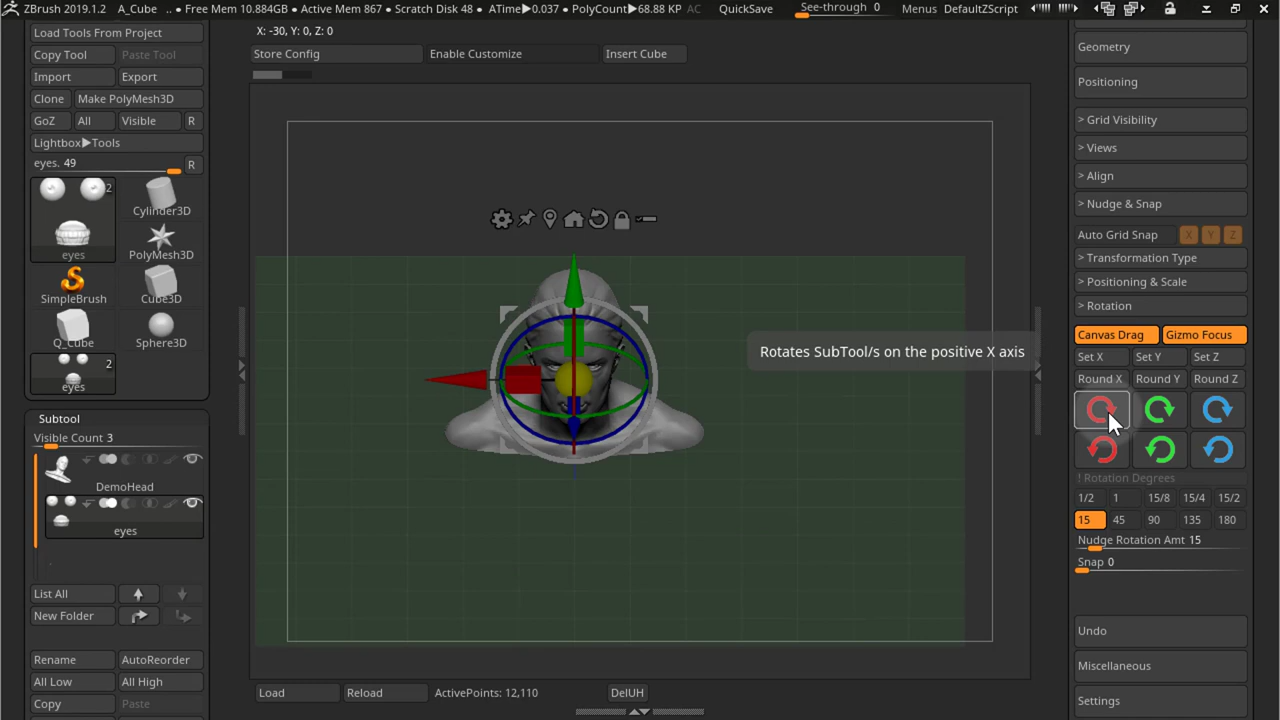 ZBrush 2019.1.2 A_Cube .. • Free Mem 10.884GB • Active Mem 867 • Scratch Disk 48 • ATime▶0.037 • PolyCount▶68.88 KP AC QuickSave See-through 0 Menus DefaultZScript
X: -30, Y: 0, Z: 0
Store Config Enable Customize Insert Cube
Load Tools From Project
Copy Tool Paste Tool
Import Export
Clone Make PolyMesh3D
GoZ All Visible R
Lightbox▶Tools
eyes. 49 R
2
eyes
Cylinder3D
PolyMesh3D
SimpleBrush Cube3D
Q_Cube Sphere3D
2
eyes
Subtool
Visible Count 3
DemoHead
eyes
List All
New Folder
Rename AutoReorder
All Low All High
Copy Paste
Rotates SubTool/s on the positive X axis
Load Reload ActivePoints: 12,110 DelUH
Geometry
Positioning
> Grid Visibility
> Views
> Align
> Nudge & Snap
Auto Grid Snap X Y Z
> Transformation Type
> Positioning & Scale
> Rotation
Canvas Drag Gizmo Focus
Set X Set Y Set Z
Round X Round Y Round Z
! Rotation Degrees
1/2 1 15/8 15/4 15/2
15 45 90 135 180
Nudge Rotation Amt 15
Snap 0
Undo
Miscellaneous
Settings